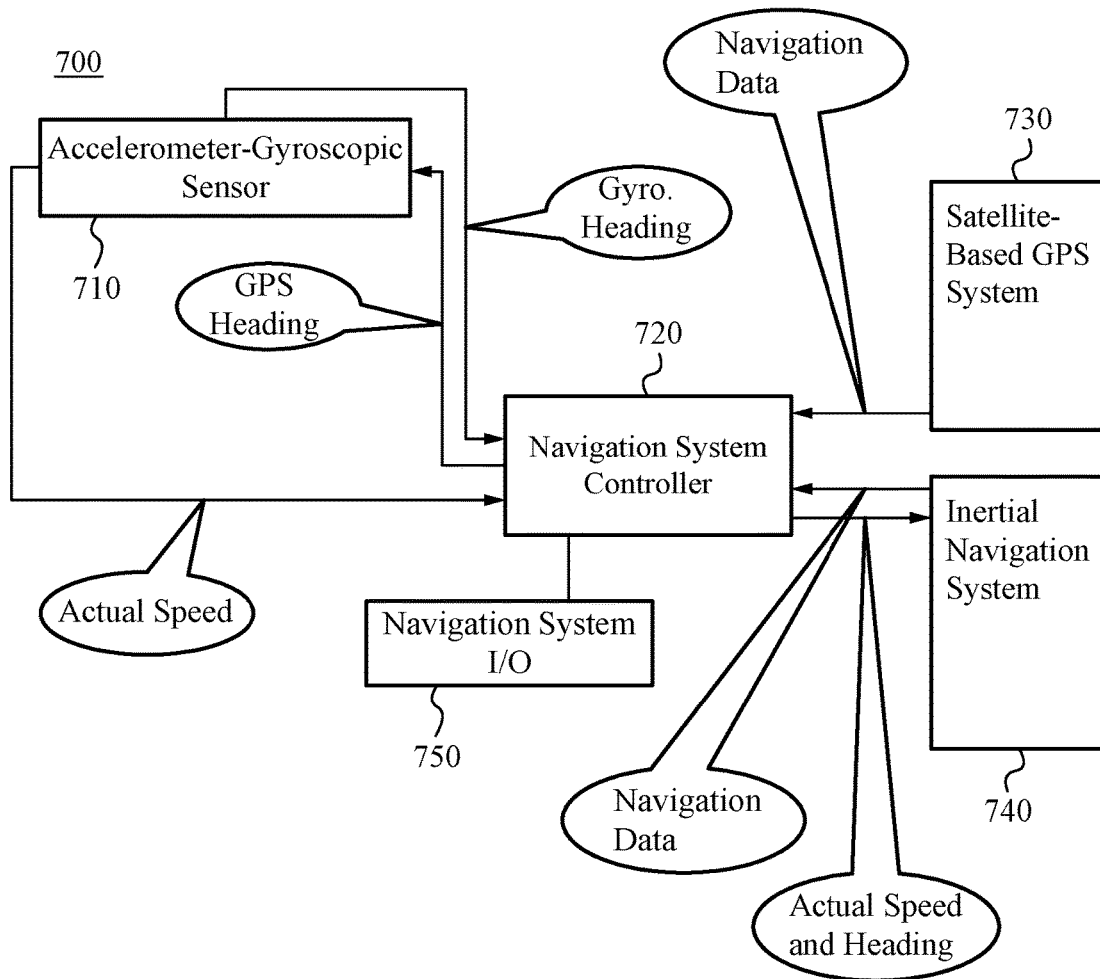 700
Navigation
Data
730
Accelerometer-Gyroscopic
Sensor
710
Gyro.
Heading
Satellite-
Based GPS
System
GPS
Heading
720
Navigation System
Controller
Inertial
Navigation
System
Actual Speed
Navigation System
I/O
750
Navigation
Data
740
Actual Speed
and Heading